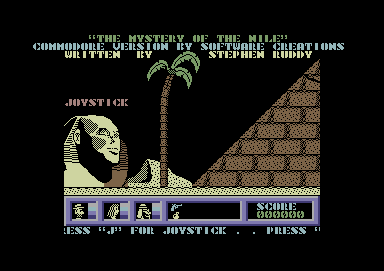 "THE MYSTERY OF THE NILE"
COMMODORE VERSION BY SOFTWARE CREATIONS
WRITTEN BY STEPHEN RUDDY
JOYSTICK
SCORE
000000
RESS "J" FOR JOYSTICK . . PRESS "